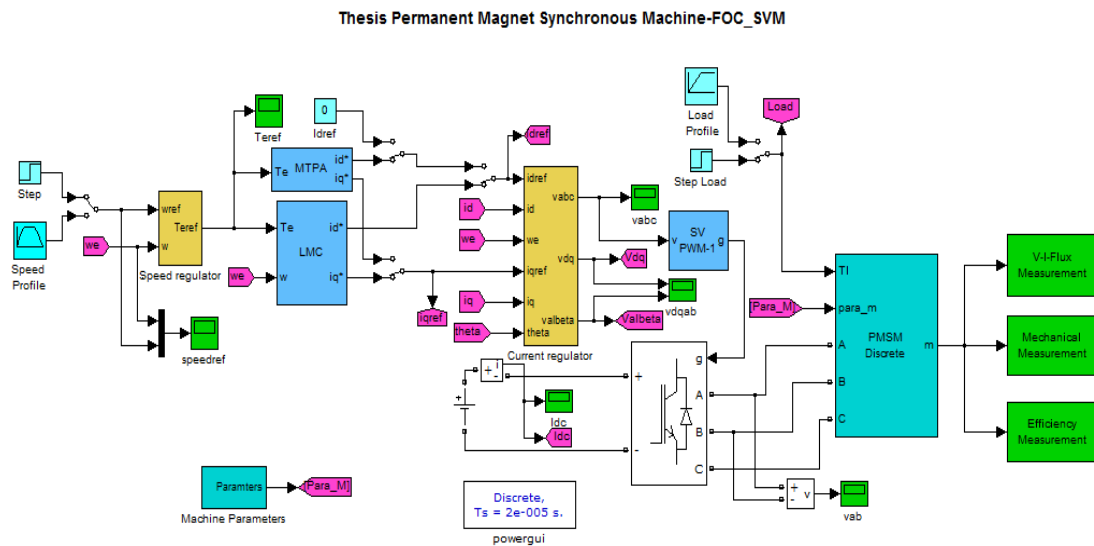 Thesis Permanent Magnet Synchronous Machine-FOC_SVM
Load
Load
Profile
Step Load
Teref
0
Idref
idref
Te
MTPA
id*
iq*
Te
LMC
w
id*
iq*
Step
Speed
Profile
we
wref
Teref
w
Speed regulator
we
speedref
iqref
id
we
iq
theta
idref
id
we
iqref
iq
theta
vabc
vdq
valbeta
Current regulator
vabc
Vdq
vdqab
Valbeta
v
SV
PWM-1
g
[Para_M]
Tl
para_m
A
B
C
PMSM
Discrete
m
V-I-Flux
Measurement
Mechanical
Measurement
Efficiency
Measurement
+
i
+
-
Idc
Idc
+
-
g
A
B
C
+
-
v
vab
Paramters
[Para_M]
Machine Parameters
Discrete,
Ts = 2e-005 s.
powergui